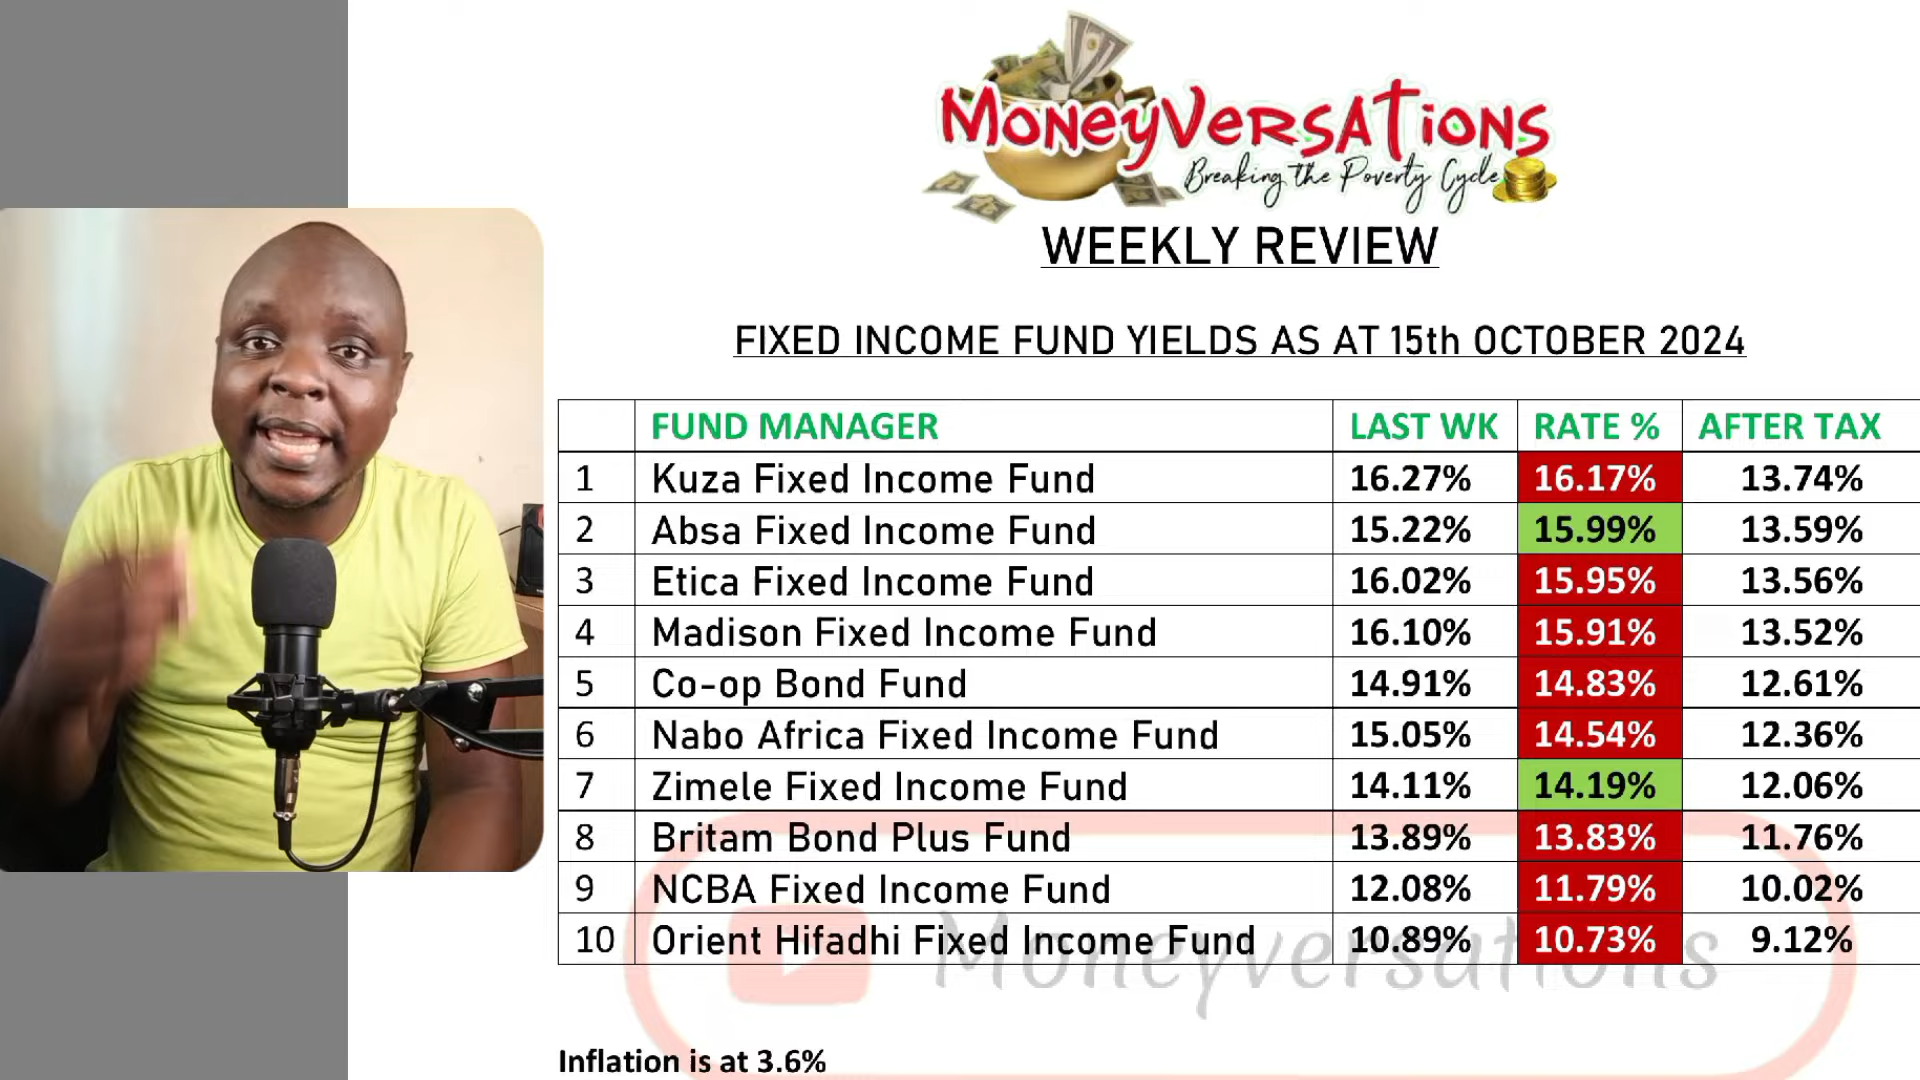 MONEYVERSATIONS
Breaking the Poverty Cycle
WEEKLY REVIEW
FIXED INCOME FUND YIELDS AS AT 15th OCTOBER 2024
FUND MANAGER LAST WK RATE % AFTER TAX
1 Kuza Fixed Income Fund 16.27% 16.17% 13.74%
2 Absa Fixed Income Fund 15.22% 15.99% 13.59%
3 Etica Fixed Income Fund 16.02% 15.95% 13.56%
4 Madison Fixed Income Fund 16.10% 15.91% 13.52%
5 Co-op Bond Fund 14.91% 14.83% 12.61%
6 Nabo Africa Fixed Income Fund 15.05% 14.54% 12.36%
7 Zimele Fixed Income Fund 14.11% 14.19% 12.06%
8 Britam Bond Plus Fund 13.89% 13.83% 11.76%
9 NCBA Fixed Income Fund 12.08% 11.79% 10.02%
10 Orient Hifadhi Fixed Income Fund 10.89% 10.73% 9.12%
Moneyversations
Inflation is at 3.6%